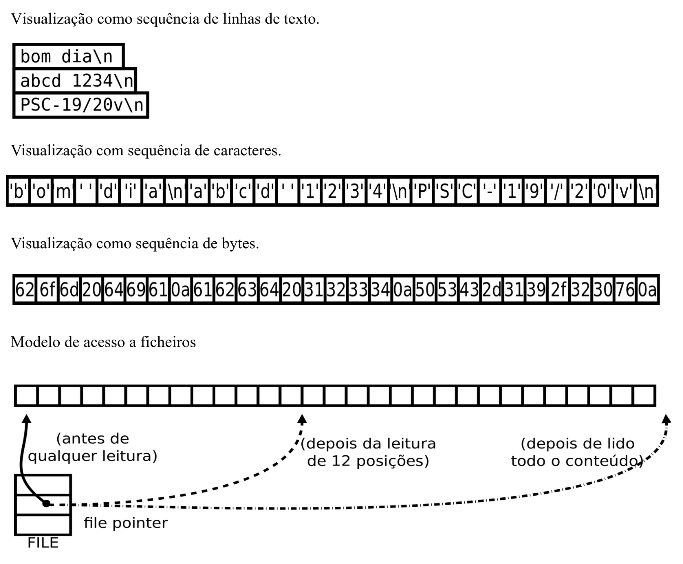 Visualização como sequência de linhas de texto.
bom dia\n
abcd 1234\n
PSC-19/20v\n
Visualização com sequência de caracteres.
'b' 'o' 'm' ' ' 'd' 'i' 'a' \n 'a' 'b' 'c' 'd' ' ' '1' '2' '3' '4' \n 'P' 'S' 'C' '-' '1' '9' '/' '2' '0' 'v' \n
Visualização como sequência de bytes.
62 6f 6d 20 64 69 61 0a 61 62 63 64 20 31 32 33 34 0a 50 53 43 2d 31 39 2f 32 30 76 0a
Modelo de acesso a ficheiros
(antes de
qualquer leitura)
(depois da leitura
de 12 posições)
(depois de lido
todo o conteúdo)
file pointer
FILE